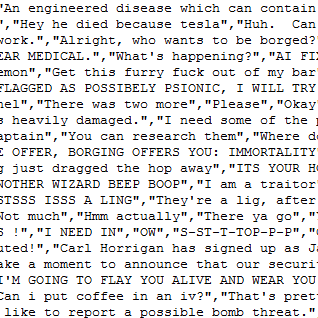 "An engineered disease which can contain
","Hey he died because tesla","Huh.  Can
work.","Alright, who wants to be borged?
EAR MEDICAL.","What's happening?","AI FIX
emon","Get this furry fuck out of my bar
FLAGGED AS POSSIBELY PSIONIC, I WILL TRY
nel","There was two more","Please","Okay
s heavily damaged.","I need some of the p
aptain","You can research them","Where do
E OFFER, BORGING OFFERS YOU: IMMORTALITY
g just dragged the hop away","ITS YOUR HO
NOTHER WIZARD BEEP BOOP","I am a traitor
STSSS ISSS A LING","They're a lig, after
Not much","Hmm actually","There ya go","
S !","I NEED IN","OW","S-ST-T-TOP-P-P","
uted!","Carl Horrigan has signed up as Ja
ake a moment to announce that our securi
I'M GOING TO FLAY YOU ALIVE AND WEAR YOU
Can i put coffee in an iv?","That's pret
like to report a possible bomb threat."